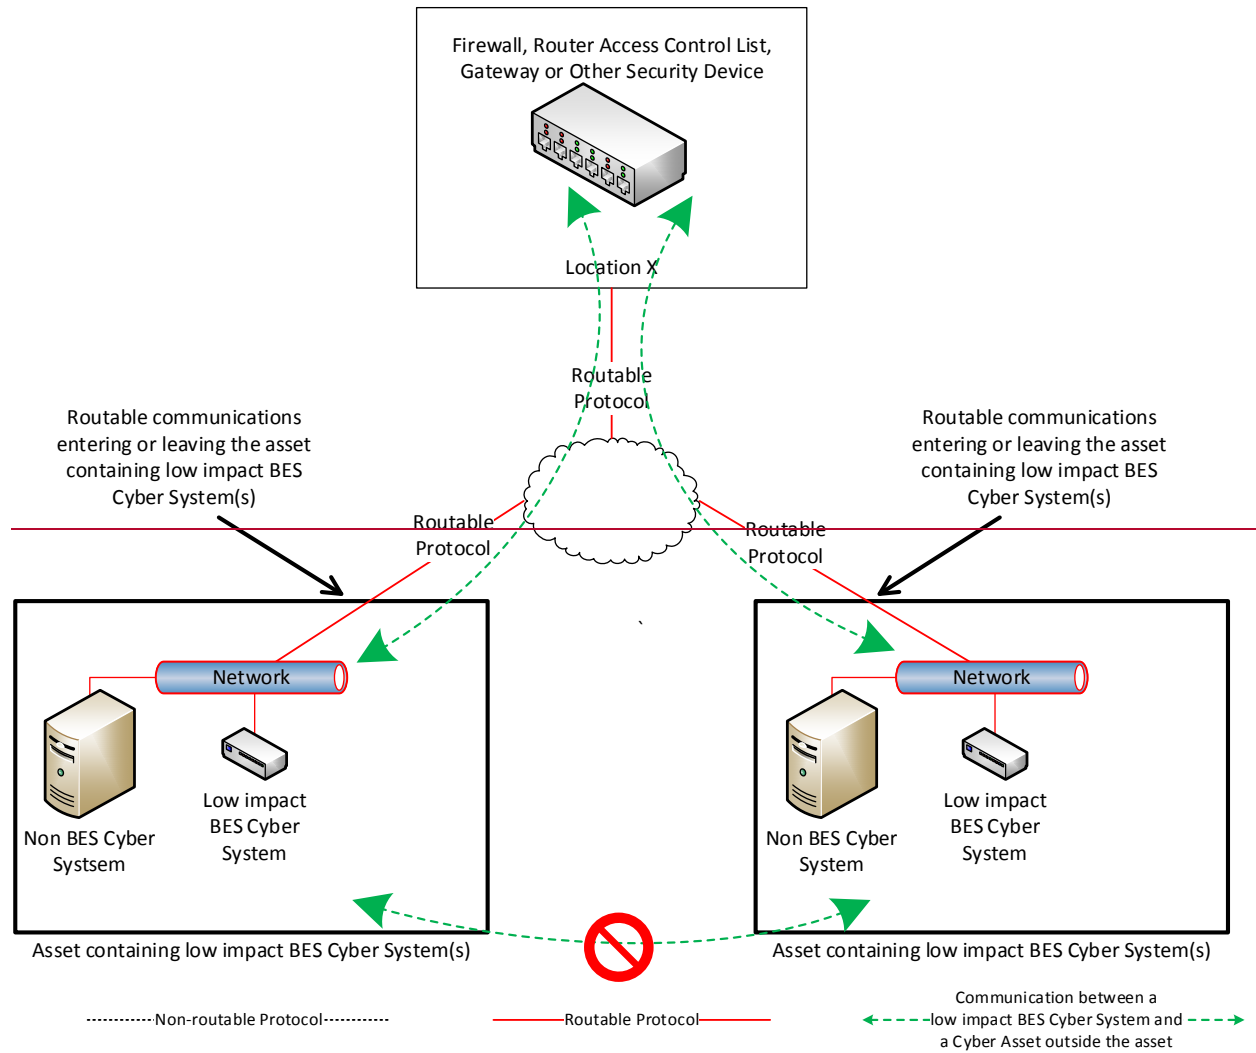 Firewall, Router Access Control List,
Gateway or Other Security Device
Location X
Routable
Protocol
Routable communications
entering or leaving the asset
containing low impact BES
Cyber System(s)
Routable communications
entering or leaving the asset
containing low impact BES
Cyber System(s)
Routable
Protocol
Routable
Protocol
`
Network
Non BES Cyber
Systsem
Low impact
BES Cyber
System
Network
Non BES Cyber
System
Low impact
BES Cyber
System
Asset containing low impact BES Cyber System(s)
Asset containing low impact BES Cyber System(s)
Non-routable Protocol
Routable Protocol
Communication between a
low impact BES Cyber System and
a Cyber Asset outside the asset